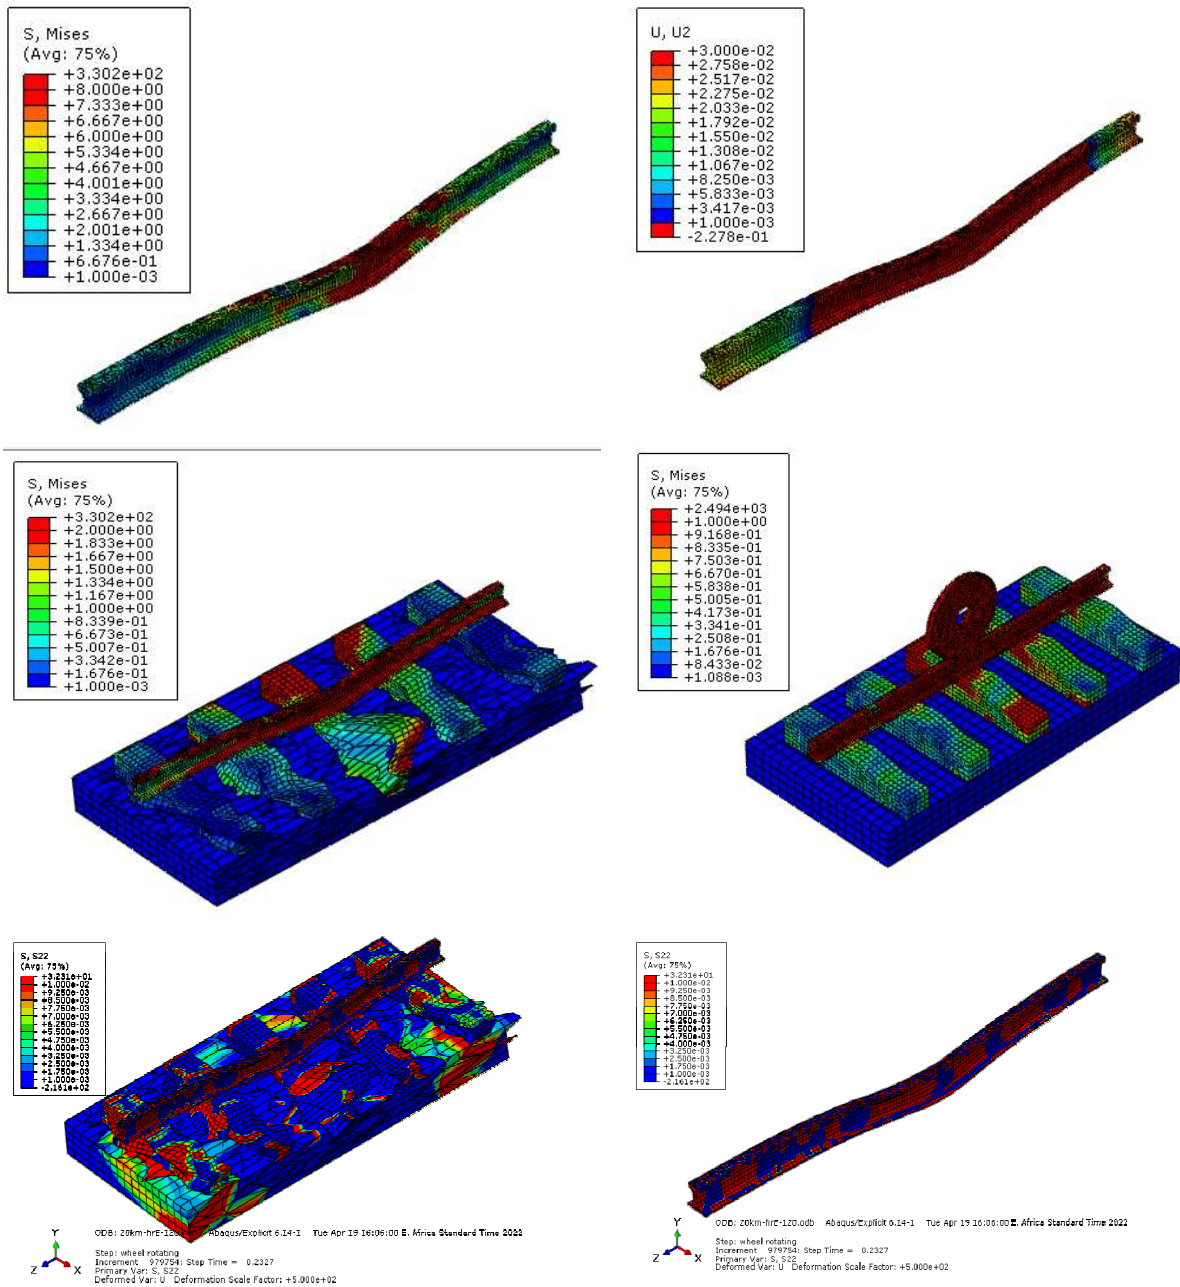 S, Mises
(Avg: 75%)
+3.302e+02
+8.000e+00
+7.333e+00
+6.667e+00
+6.000e+00
+5.334e+00
+4.667e+00
+4.001e+00
+3.334e+00
+2.667e+00
+2.001e+00
+1.334e+00
+6.676e-01
+1.000e-03
U, U2
+3.000e-02
+2.758e-02
+2.517e-02
+2.275e-02
+2.033e-02
+1.792e-02
+1.550e-02
+1.308e-02
+1.067e-02
+8.250e-03
+5.833e-03
+3.417e-03
+1.000e-03
-2.278e-01
S, Mises
(Avg: 75%)
+3.302e+02
+2.000e+00
+1.833e+00
+1.667e+00
+1.500e+00
+1.334e+00
+1.167e+00
+1.000e+00
+8.339e-01
+6.673e-01
+5.007e-01
+3.342e-01
+1.676e-01
+1.000e-03
S, Mises
(Avg: 75%)
+2.494e+03
+1.000e+00
+9.168e-01
+8.335e-01
+7.503e-01
+6.670e-01
+5.838e-01
+5.005e-01
+4.173e-01
+3.341e-01
+2.508e-01
+1.676e-01
+8.433e-02
+1.088e-03
S, S22
(Avg: 75%)
+3.231e+01
+1.000e-02
+9.250e-03
+8.500e-03
+7.750e-03
+7.000e-03
+6.250e-03
+5.500e-03
+4.750e-03
+4.000e-03
+3.250e-03
+2.500e-03
+1.750e-03
+1.000e-03
-2.161e+02
Y
Z
X
ODB: 20km-hrE-120 Abaqus/Explicit 6.14-1 Tue Apr 19 16:06:00 E. Africa Standard Time 2022
Step: wheel rotating
Increment 979754: Step Time = 0.2327
Primary Var: S, S22
Deformed Var: U Deformation Scale Factor: +5.000e+02
S, S22
(Avg: 75%)
+3.231e+01
+1.000e-02
+9.250e-03
+8.500e-03
+7.750e-03
+7.000e-03
+6.250e-03
+5.500e-03
+4.750e-03
+4.000e-03
+3.250e-03
+2.500e-03
+1.750e-03
+1.000e-03
-2.161e+02
Y
Z
X
ODB: 20km-hrE-120.odb Abaqus/Explicit 6.14-1 Tue Apr 19 16:06:00 E. Africa Standard Time 2022
Step: wheel rotating
Increment 979754: Step Time = 0.2327
Primary Var: S, S22
Deformed Var: U Deformation Scale Factor: +5.000e+02